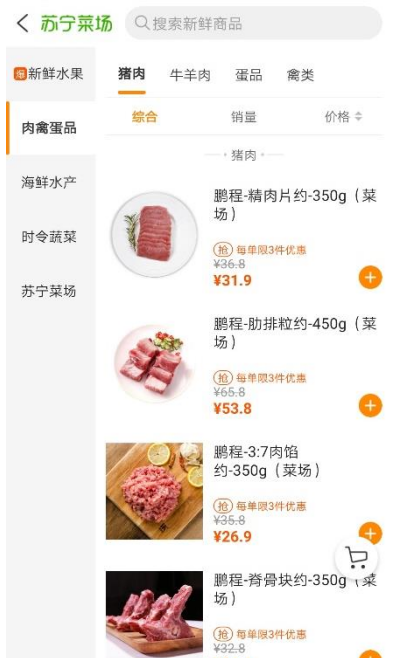 苏宁菜场
搜索新鲜商品
爆新鲜水果
肉禽蛋品
海鲜水产
时令蔬菜
苏宁菜场
猪肉 牛羊肉 蛋品 禽类
综合 销量 价格
猪肉
鹏程-精肉片约-350g（菜
场）
抢 每单限3件优惠
¥36.8
¥31.9
鹏程-肋排粒约-450g（菜
场）
抢 每单限3件优惠
¥65.8
¥53.8
鹏程-3:7肉馅
约-350g（菜场）
抢 每单限3件优惠
¥35.8
¥26.9
鹏程-脊骨块约-350g（菜
场）
抢 每单限3件优惠
¥32.8